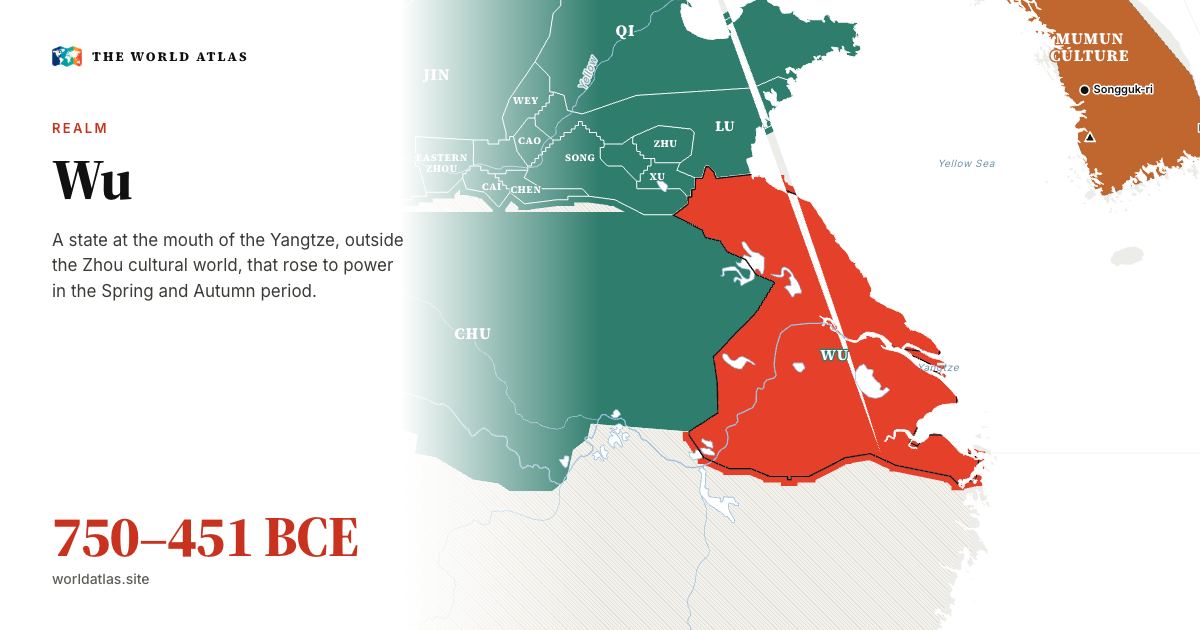 THE WORLD ATLAS
REALM
Wu
A state at the mouth of the Yangtze, outside
the Zhou cultural world, that rose to power
in the Spring and Autumn period.
750–451 BCE
worldatlas.site
QI
JIN
Yellow
WEY
CAO
LU
ZHU
SONG
EASTERN
ZHOU
XU
CAI
CHEN
CHU
WU
Yangtze
Yellow Sea
MUMUN
CULTURE
Songguk-ri